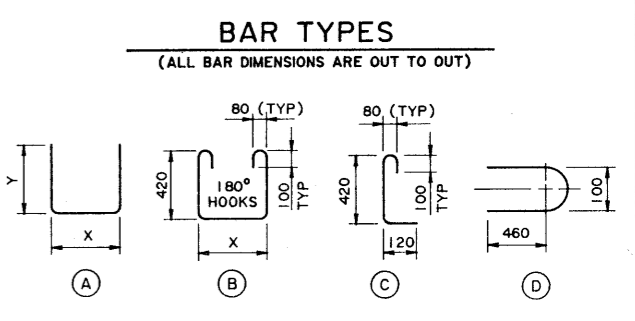 BAR TYPES
(ALL BAR DIMENSIONS ARE OUT TO OUT)
80 (TYP)
80 (TYP)
Y
420
180°
HOOKS
100
TYP
420
100
TYP
100
X
X
120
460
A
B
C
D